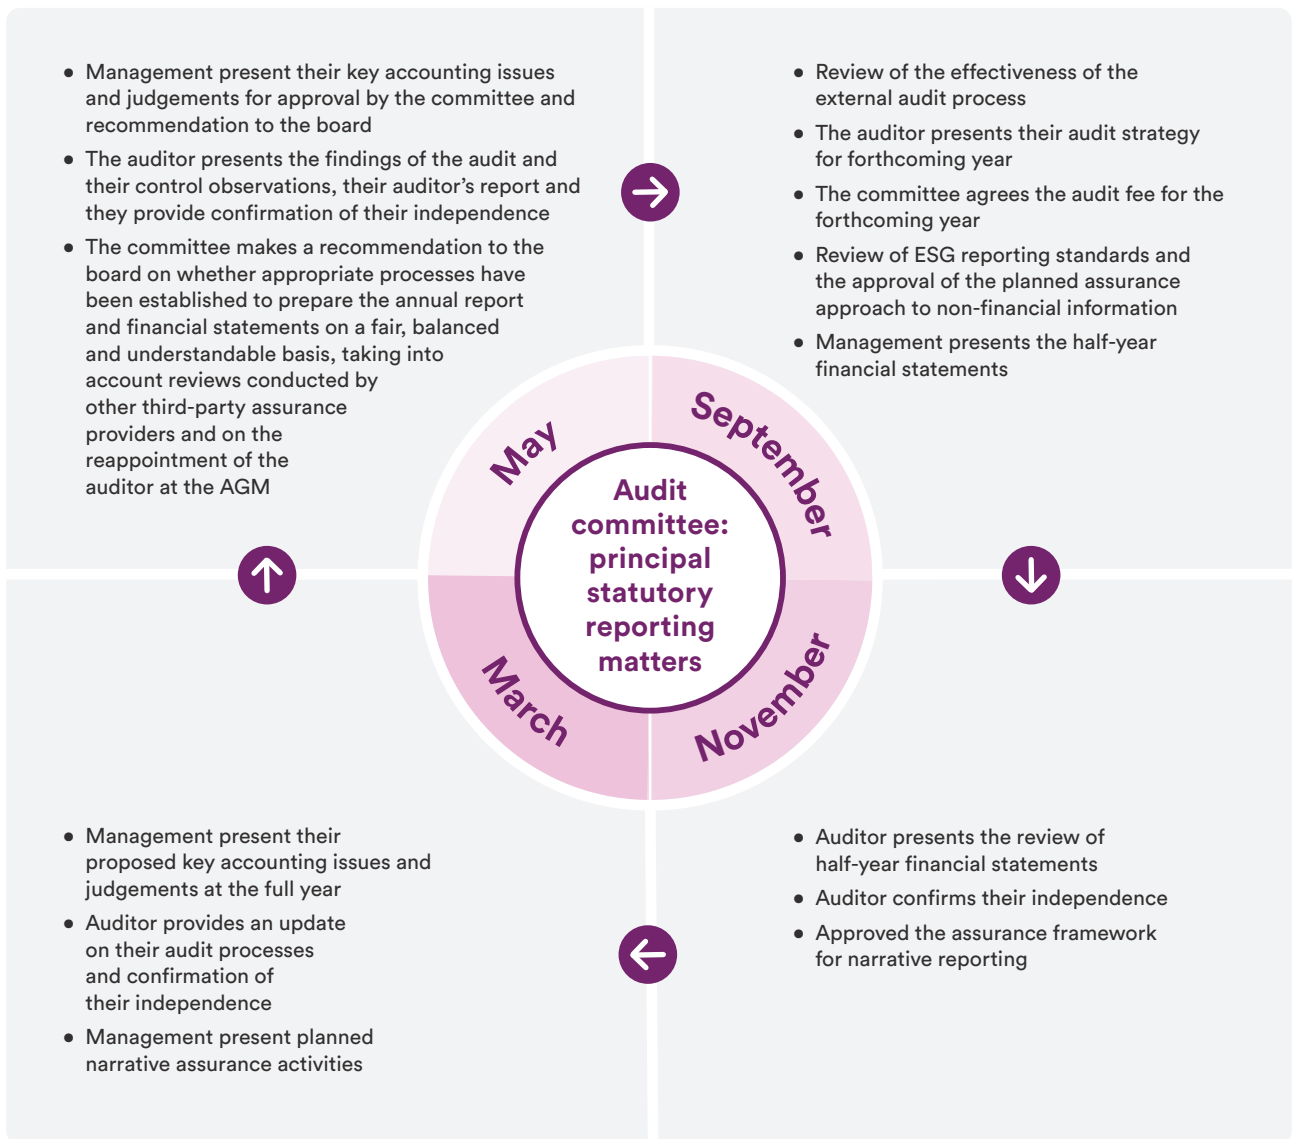 • Management present their key accounting issues
and judgements for approval by the committee and
recommendation to the board
• The auditor presents the findings of the audit and
their control observations, their auditor’s report and
they provide confirmation of their independence
• The committee makes a recommendation to the
board on whether appropriate processes have
been established to prepare the annual report
and financial statements on a fair, balanced
and understandable basis, taking into
account reviews conducted by
other third-party assurance
providers and on the
reappointment of the
auditor at the AGM
• Review of the effectiveness of the
external audit process
• The auditor presents their audit strategy
for forthcoming year
• The committee agrees the audit fee for the
forthcoming year
• Review of ESG reporting standards and
the approval of the planned assurance
approach to non-financial information
• Management presents the half-year
financial statements
May
September
Audit
committee:
principal
statutory
reporting
matters
March
November
• Management present their
proposed key accounting issues and
judgements at the full year
• Auditor provides an update
on their audit processes
and confirmation of
their independence
• Management present planned
narrative assurance activities
• Auditor presents the review of
half-year financial statements
• Auditor confirms their independence
• Approved the assurance framework
for narrative reporting